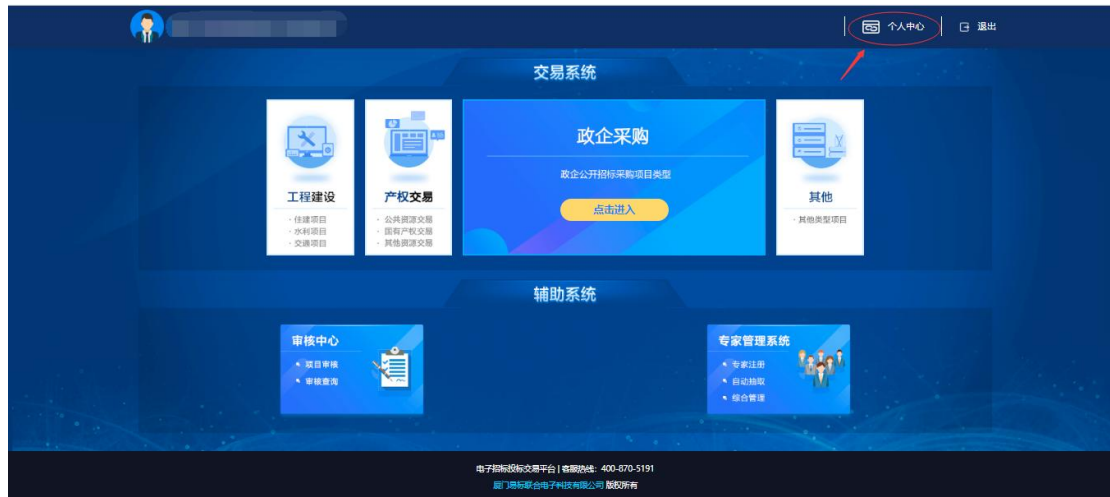 个人中心
退出
交易系统
工程建设
· 住建项目
· 水利项目
· 交通项目
产权交易
· 公共资源交易
· 国有产权交易
· 其他资源交易
政企采购
政企公开招标采购项目类型
点击进入
其他
· 其他类型项目
辅助系统
审核中心
项目审核
审核查询
专家管理系统
专家注册
自动抽取
综合管理
电子招标投标交易平台 | 客服热线：400-870-5191
厦门易标联合电子科技有限公司 版权所有